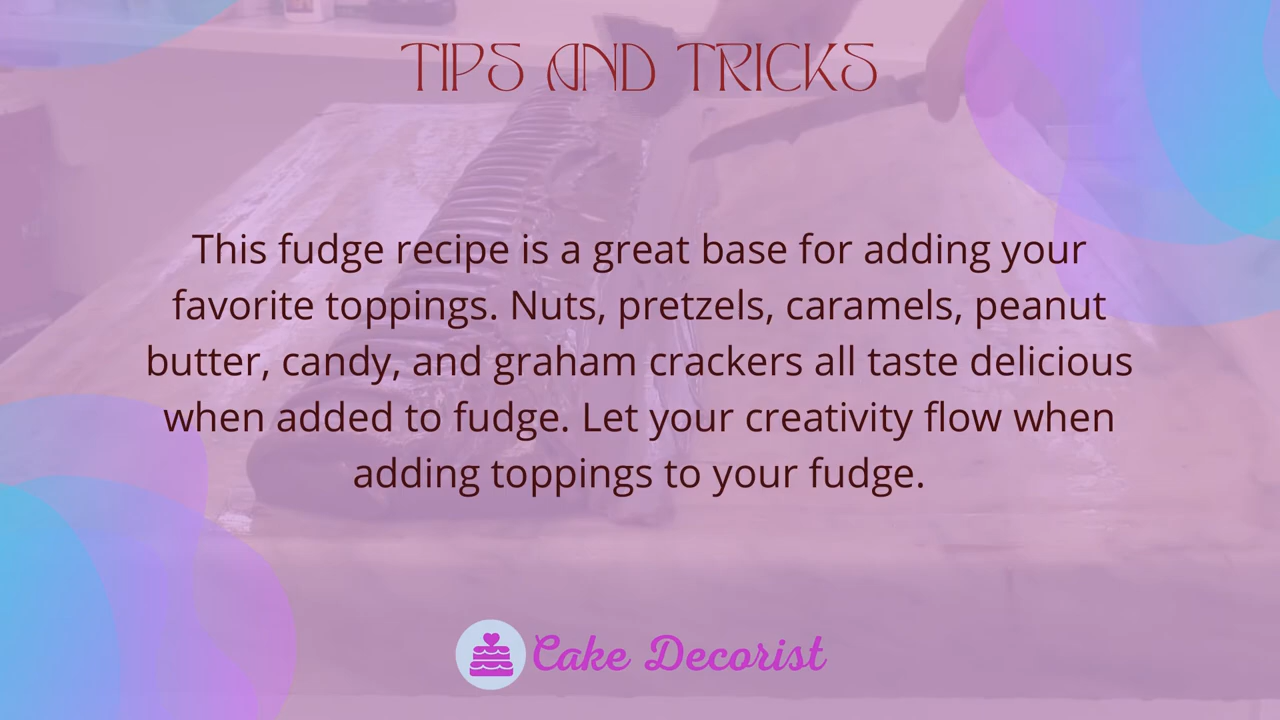 TIPS AND TRICKS
This fudge recipe is a great base for adding your
favorite toppings. Nuts, pretzels, caramels, peanut
butter, candy, and graham crackers all taste delicious
when added to fudge. Let your creativity flow when
adding toppings to your fudge.
Cake Decorist